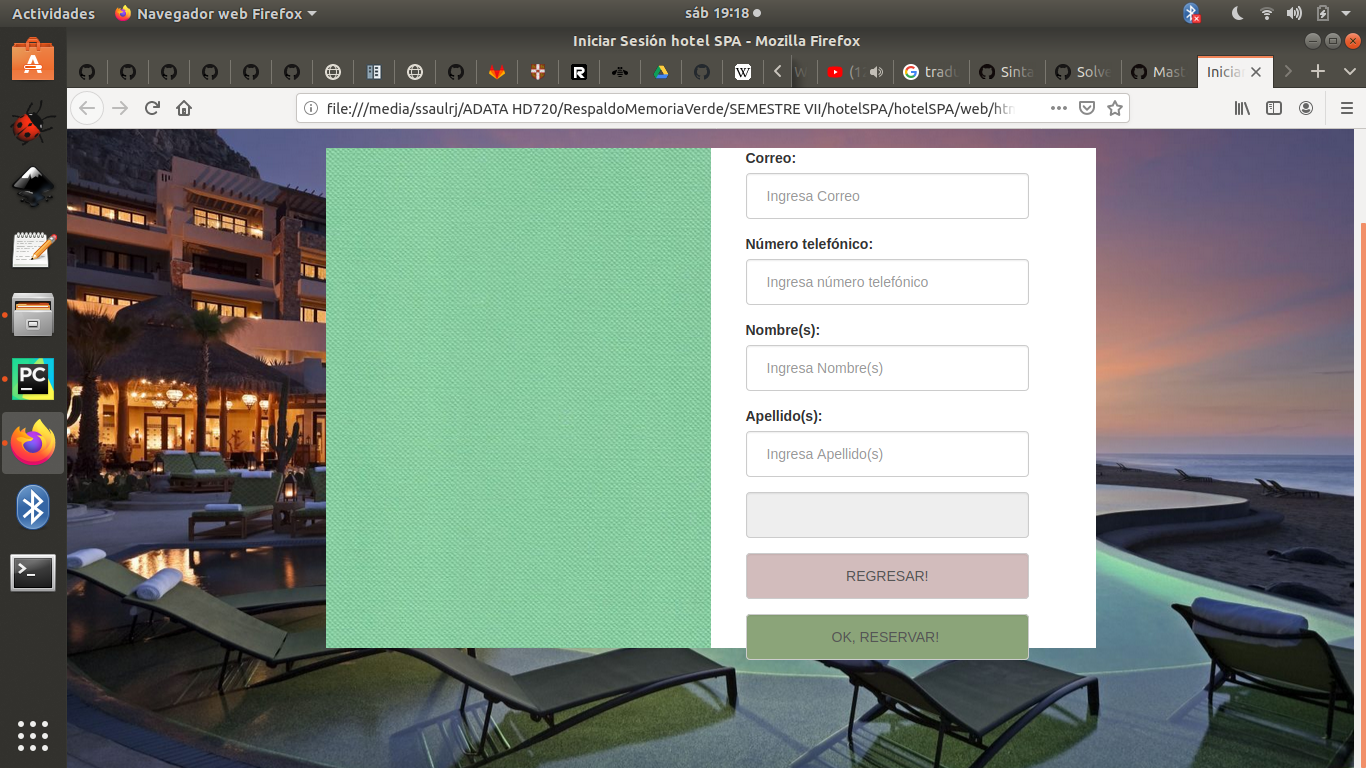 Actividades
Navegador web Firefox
sáb 19:18
Iniciar Sesión hotel SPA - Mozilla Firefox
W
W
(1
tradu
Sinta
Solve
Mast
Inicia
file:///media/ssaulrj/ADATA HD720/RespaldoMemoriaVerde/SEMESTRE VII/hotelSPA/hotelSPA/web/htm
PC
Correo:
Ingresa Correo
Número telefónico:
Ingresa número telefónico
Nombre(s):
Ingresa Nombre(s)
Apellido(s):
Ingresa Apellido(s)
REGRESAR!
OK, RESERVAR!